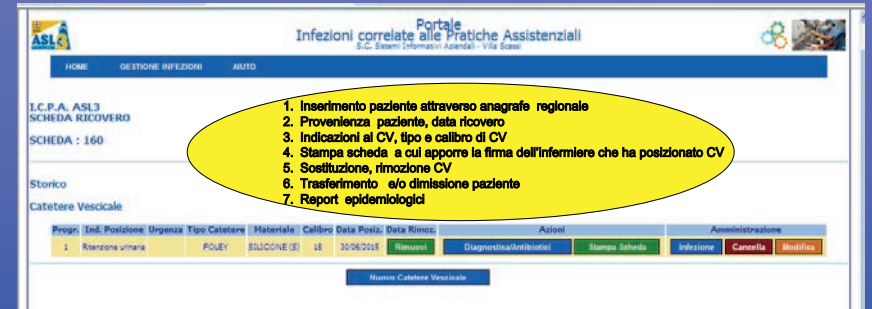 ASL3
Portale
Infezioni correlate alle Pratiche Assistenziali
S.C. Sistemi Informativi Aziendali - Villa Scassi
HOME GESTIONE INFEZIONI AIUTO
I.C.P.A. ASL3
SCHEDA RICOVERO
SCHEDA : 160
1. Inserimento paziente attraverso anagrafe regionale
2. Provenienza paziente, data ricovero
3. Indicazioni al CV, tipo e calibro di CV
4. Stampa scheda a cui apporre la firma dell'infermiere che ha posizionato CV
5. Sostituzione, rimozione CV
6. Trasferimento e/o dimissione paziente
7. Report epidemiologici
Storico
Catetere Vescicale
Progr. Ind. Posizione Urgenza Tipo Catetere Materiale Calibro Data Posiz. Data Rimoz. Azioni Amministrazione
1 Ritenzione urinaria FOLEY SILICONE (S) 18 30/06/2015 Rimuovi Diagnostica/Antibiotici Stampa Scheda Infezione Cancella Modifica
Nuovo Catetere Vescicale